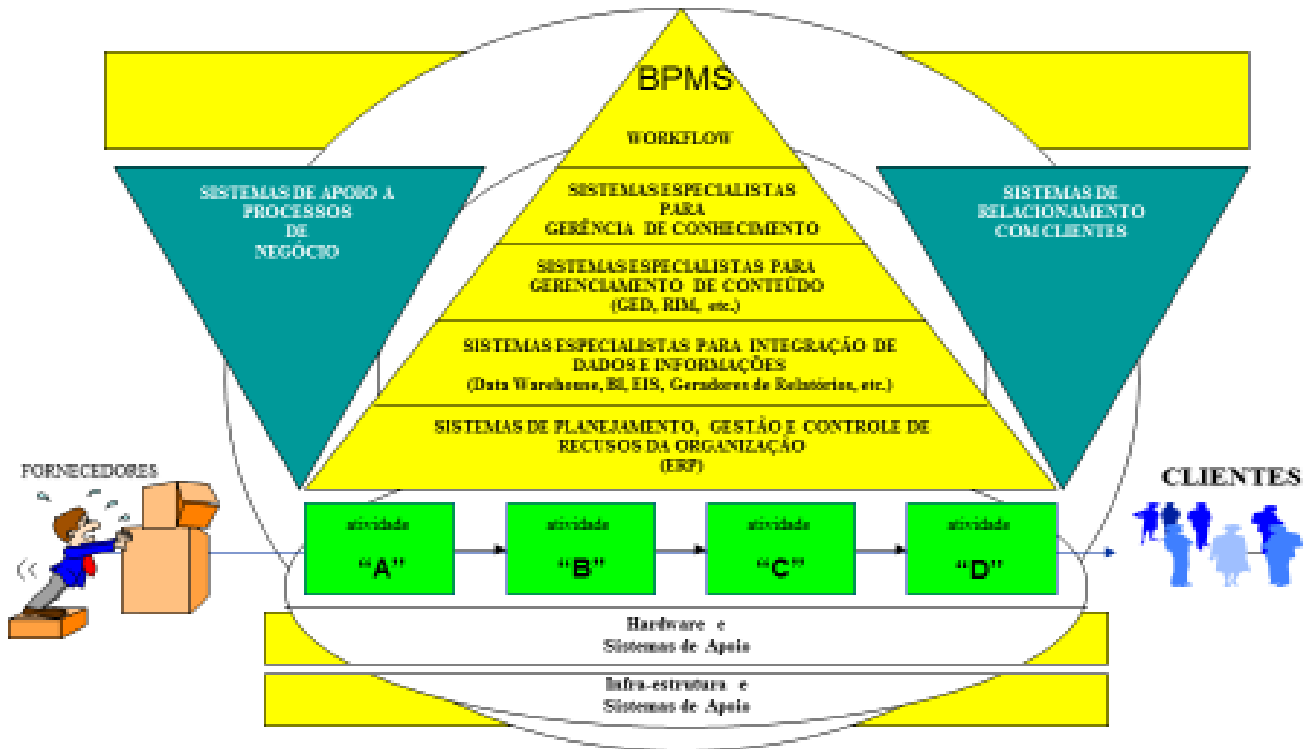 BPMS
WORKFLOW
SISTEMAS DE APOIO A
PROCESSOS
DE
NEGÓCIO
SISTEMAS ESPECIALISTAS
PARA
GERÊNCIA DE CONHECIMENTO
SISTEMAS DE
RELACIONAMENTO
COM CLIENTES
SISTEMAS ESPECIALISTAS PARA
GERENCIAMENTO DE CONTEÚDO
(GED, RIM, etc.)
SISTEMAS ESPECIALISTAS PARA INTEGRAÇÃO DE
DADOS E INFORMAÇÕES
(Data Warehouse, BI, EIS, Geradores de Relatórios, etc.)
SISTEMAS DE PLANEJAMENTO, GESTÃO E CONTROLE DE
RECUSOS DA ORGANIZAÇÃO
(ERP)
FORNECEDORES
CLIENTES
atividade
“A”
atividade
“B”
atividade
“C”
atividade
“D”
Hardware e
Sistemas de Apoio
Infra-estrutura e
Sistemas de Apoio